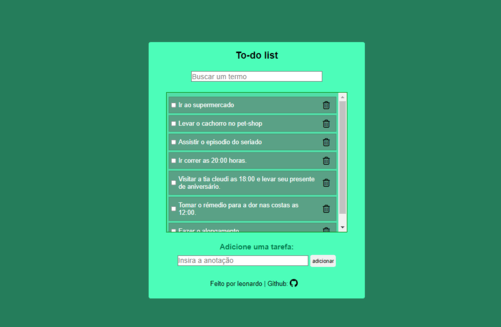 To-do list
Buscar um termo
Ir ao supermercado
Levar o cachorro no pet-shop
Assistir o episodio do seriado
Ir correr as 20:00 horas.
Visitar a tia cleudi as 18:00 e levar seu presente
de aniversário.
Tomar o rémedio para a dor nas costas as
12:00.
Fazer o alongamento
Adicione uma tarefa:
Insira a anotação
adicionar
Feito por leonardo | Github: